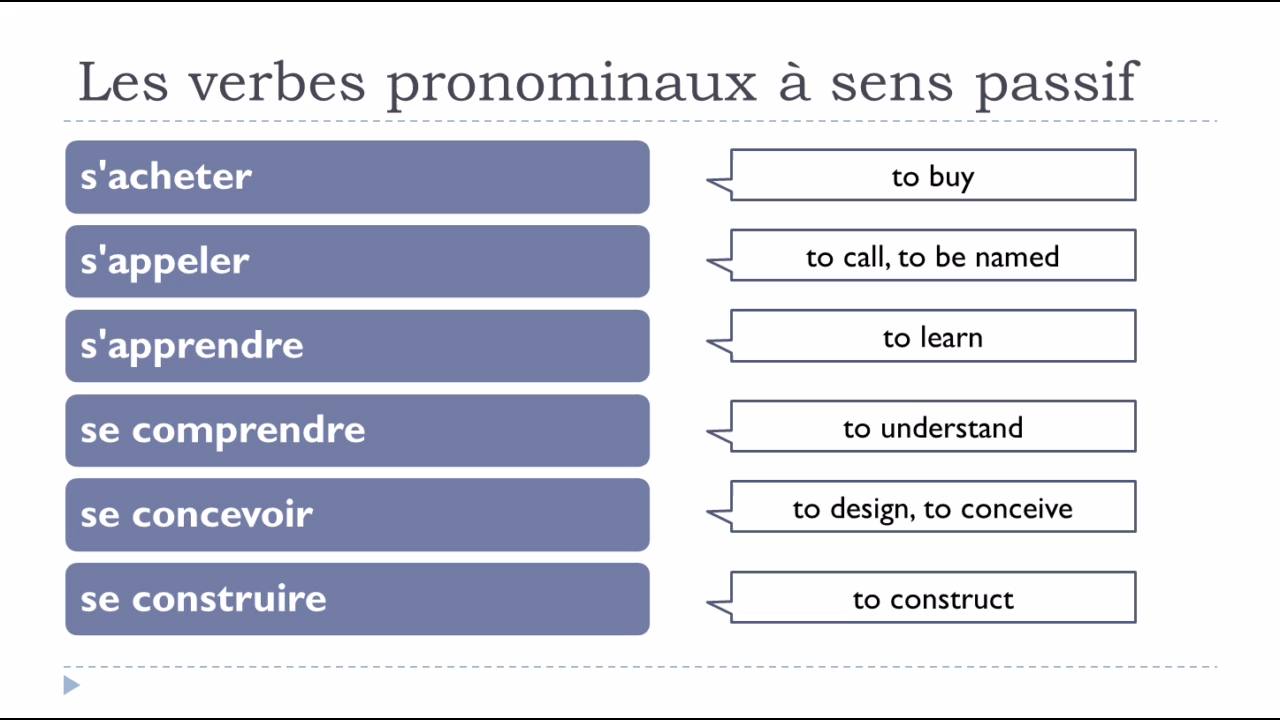 Les verbes pronominaux à sens passif
s'acheter
to buy
s'appeler
to call, to be named
s'apprendre
to learn
se comprendre
to understand
se concevoir
to design, to conceive
se construire
to construct